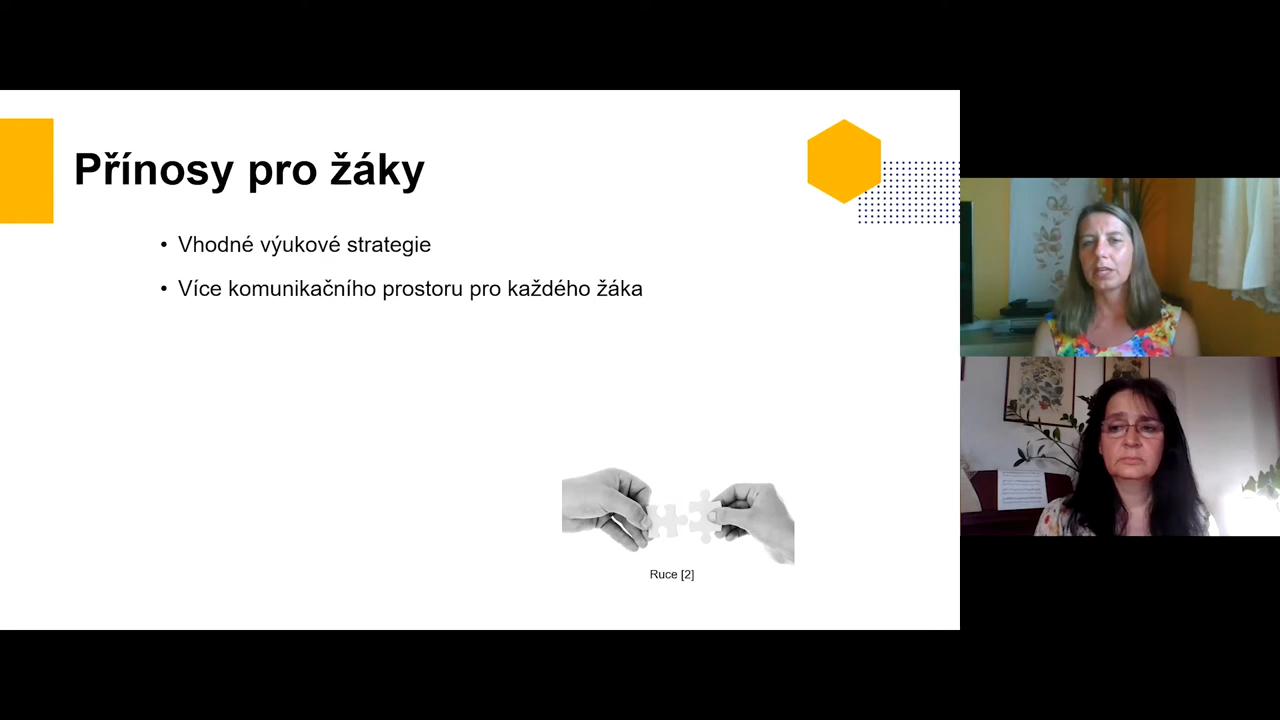 Přínosy pro žáky
• Vhodné výukové strategie
• Více komunikačního prostoru pro každého žáka
Ruce [2]